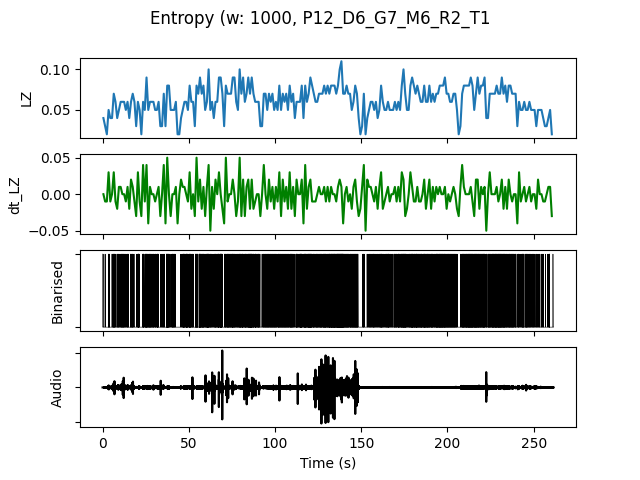 Entropy (w: 1000, P12_D6_G7_M6_R2_T1
0.10
0.05
LZ
0.05
0.00
−0.05
dt_LZ
Binarised
Audio
0 50 100 150 200 250
Time (s)